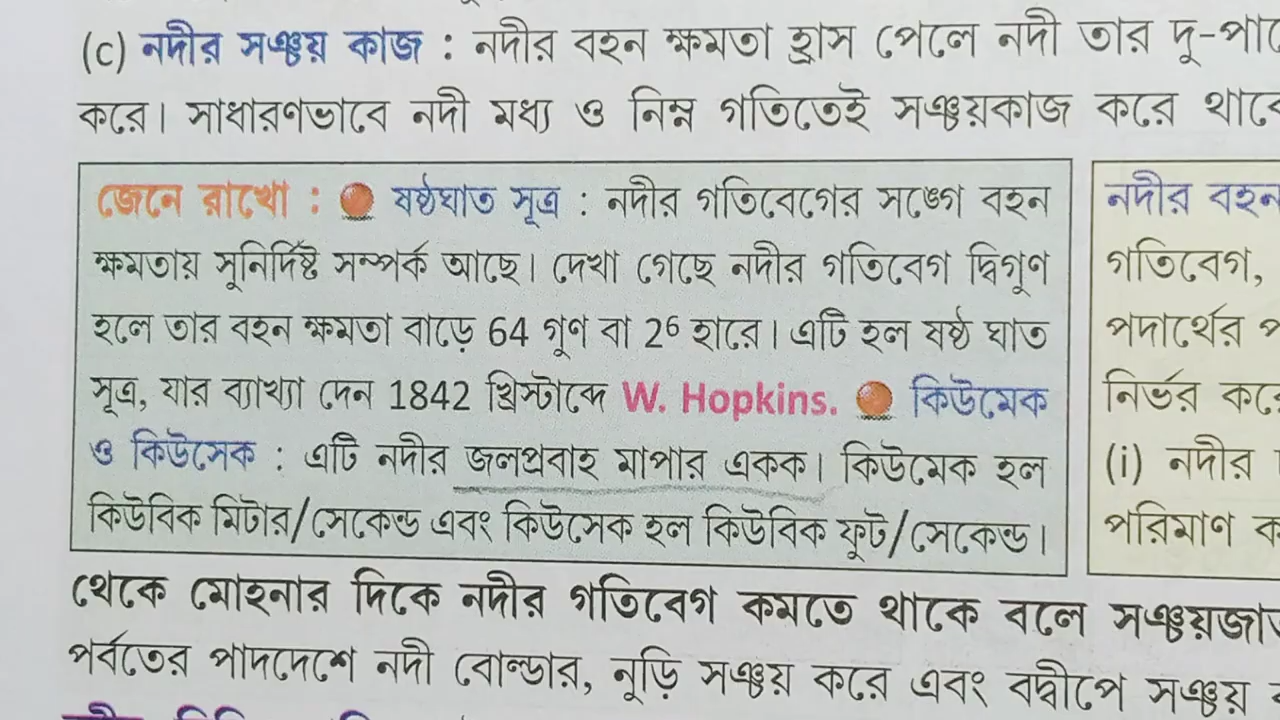 (c) নদীর সঞ্চয় কাজ : নদীর বহন ক্ষমতা হ্রাস পেলে নদী তার দু-পা
করে। সাধারণভাবে নদী মধ্য ও নিম্ন গতিতেই সঞ্চয়কাজ করে থাকে
জেনে রাখো : ষষ্ঠঘাত সূত্র : নদীর গতিবেগের সঙ্গে বহন
ক্ষমতায় সুনির্দিষ্ট সম্পর্ক আছে। দেখা গেছে নদীর গতিবেগ দ্বিগুণ
হলে তার বহন ক্ষমতা বাড়ে 64 গুণ বা 2⁶ হারে। এটি হল ষষ্ঠ ঘাত
সূত্র, যার ব্যাখ্যা দেন 1842 খ্রিস্টাব্দে W. Hopkins. কিউমেক
ও কিউসেক : এটি নদীর জলপ্রবাহ মাপার একক। কিউমেক হল
কিউবিক মিটার/সেকেন্ড এবং কিউসেক হল কিউবিক ফুট/সেকেন্ড।
নদীর বহন
গতিবেগ,
পদার্থের প
নির্ভর করে
(i) নদীর
পরিমাণ ক
থেকে মোহনার দিকে নদীর গতিবেগ কমতে থাকে বলে সঞ্চয়জা
পর্বতের পাদদেশে নদী বোল্ডার, নুড়ি সঞ্চয় করে এবং বদ্বীপে সঞ্চয়